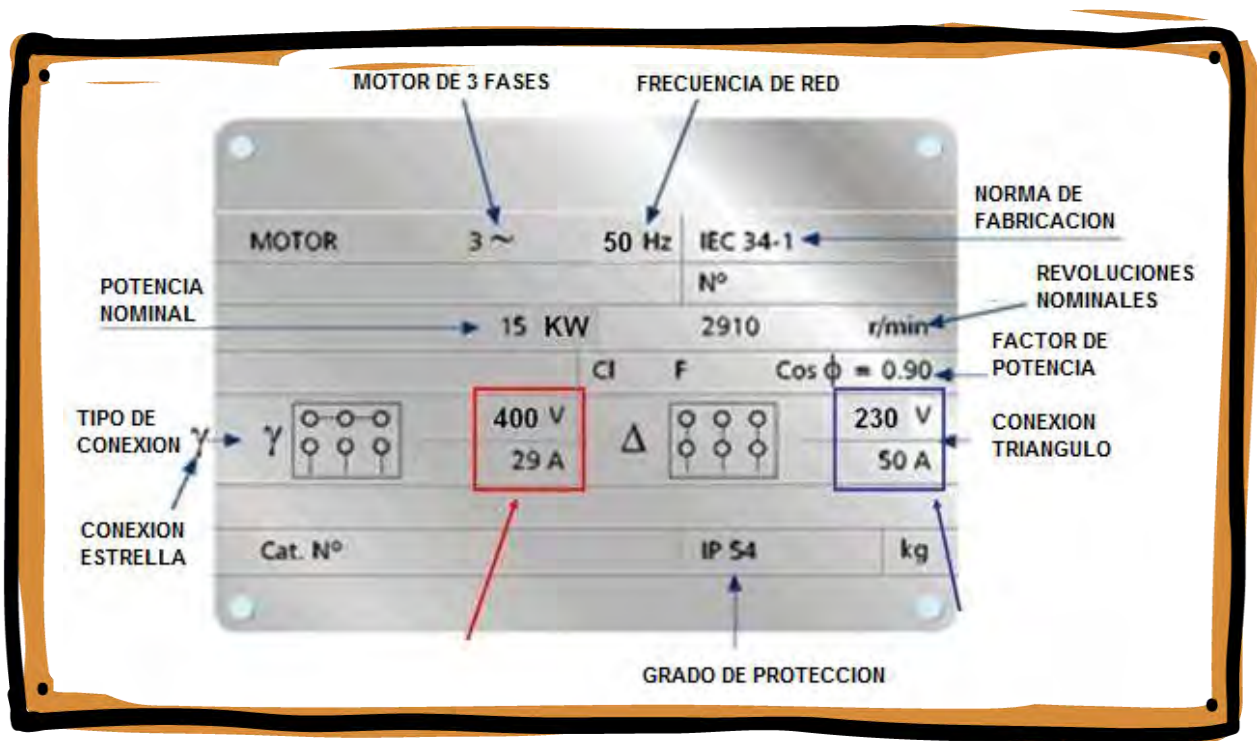 MOTOR DE 3 FASES
FRECUENCIA DE RED
NORMA DE
FABRICACION
MOTOR 3 ~ 50 Hz IEC 34-1
Nº
REVOLUCIONES
NOMINALES
POTENCIA
NOMINAL
15 KW 2910 r/min
FACTOR DE
POTENCIA
Cl F Cos ϕ = 0.90
TIPO DE
CONEXION γ
γ 400 V Δ 230 V
29 A 50 A
CONEXION
TRIANGULO
CONEXION
ESTRELLA
Cat. Nº IP 54 kg
GRADO DE PROTECCION